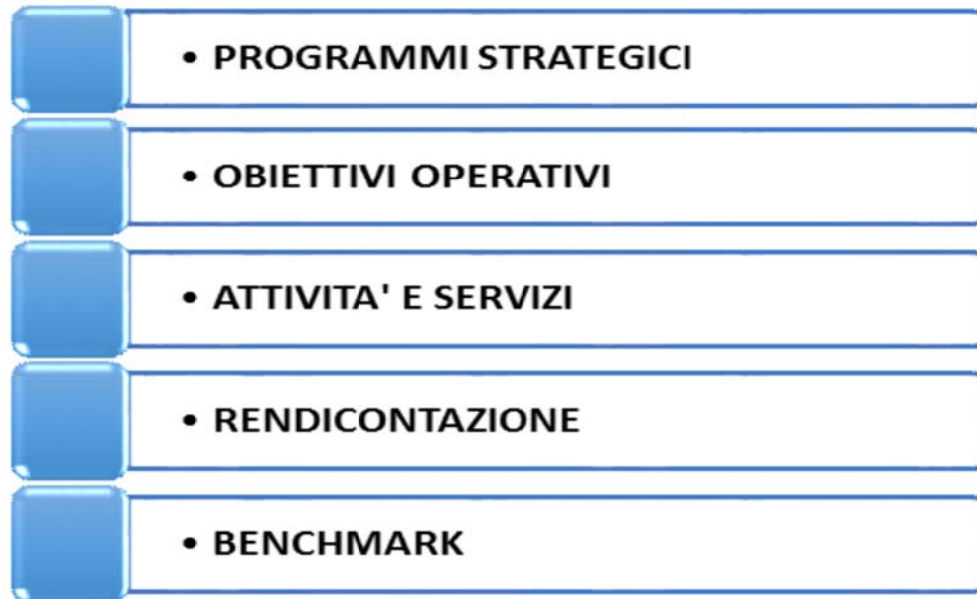 • PROGRAMMI STRATEGICI
• OBIETTIVI OPERATIVI
• ATTIVITA' E SERVIZI
• RENDICONTAZIONE
• BENCHMARK